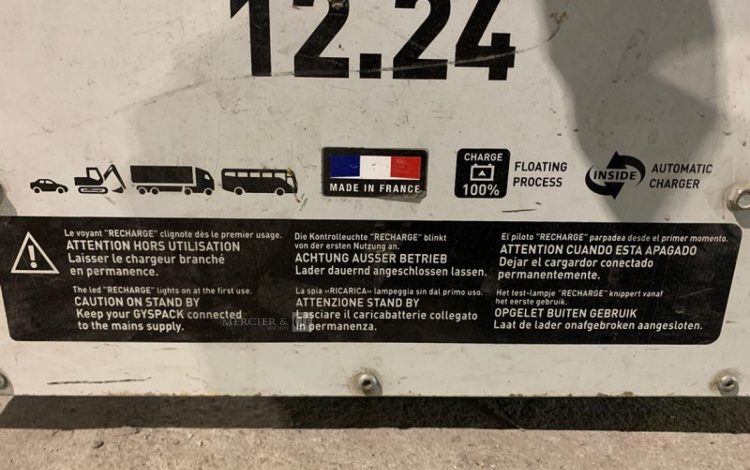 12.24
MADE IN FRANCE
CHARGE
100%
FLOATING
PROCESS
INSIDE
AUTOMATIC
CHARGER
Le voyant "RECHARGE" clignote dès le premier usage.
ATTENTION HORS UTILISATION
Laisser le chargeur branché
en permanence.
The led "RECHARGE" lights on at the first use.
CAUTION ON STAND BY
Keep your GYSPACK connected
to the mains supply.
Die Kontrolleuchte "RECHARGE" blinkt
von der ersten Nutzung an.
ACHTUNG AUSSER BETRIEB
Lader dauernd angeschlossen lassen.
La spia «RICARICA» lampeggia sin dal primo uso.
ATTENZIONE STAND BY
Lasciare il caricabatterie collegato
in permanenza.
El piloto "RECHARGE" parpadea desde el primer momento.
ATTENTION CUANDO ESTA APAGADO
Dejar el cargardor conectado
permanentemente.
Het test-lampje "RECHARGE" knippert vanaf
het eerste gebruik.
OPGELET BUITEN GEBRUIK
Laat de lader onafgebroken aangesloten.
MERCIER &
AUCTION